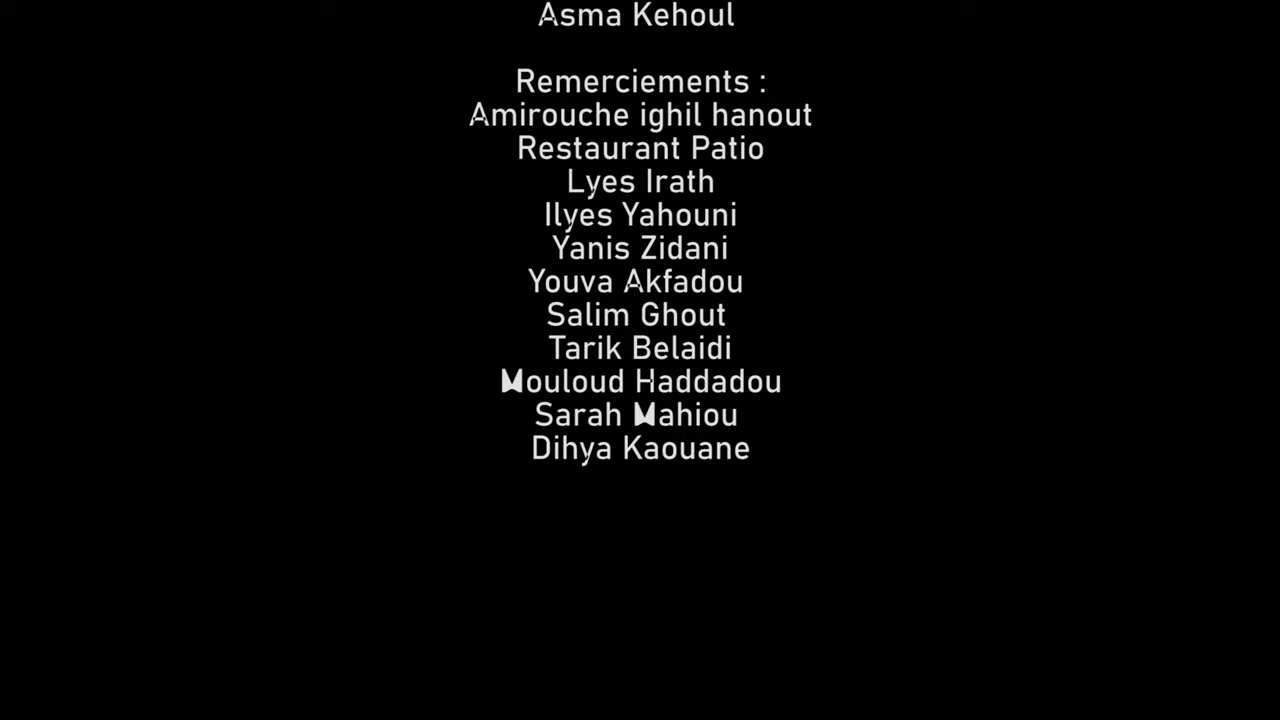 Asma Kehoul
Remerciements :
Amirouche ighil hanout
Restaurant Patio
Lyes Irath
Ilyes Yahouni
Yanis Zidani
Youva Akfadou
Salim Ghout
Tarik Belaidi
Mouloud Haddadou
Sarah Mahiou
Dihya Kaouane